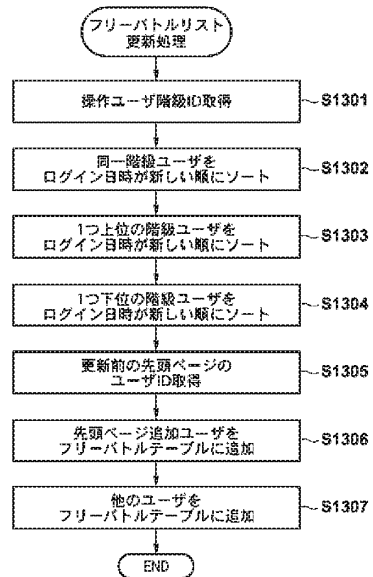 フリーバトルリスト
更新処理
操作ユーザ階級ID取得
S1301
同一階級ユーザを
ログイン日時が新しい順にソート
S1302
1つ上位の階級ユーザを
ログイン日時が新しい順にソート
S1303
1つ下位の階級ユーザを
ログイン日時が新しい順にソート
S1304
更新前の先頭ページの
ユーザID取得
S1305
先頭ページ追加ユーザを
フリーバトルテーブルに追加
S1306
他のユーザを
フリーバトルテーブルに追加
S1307
END